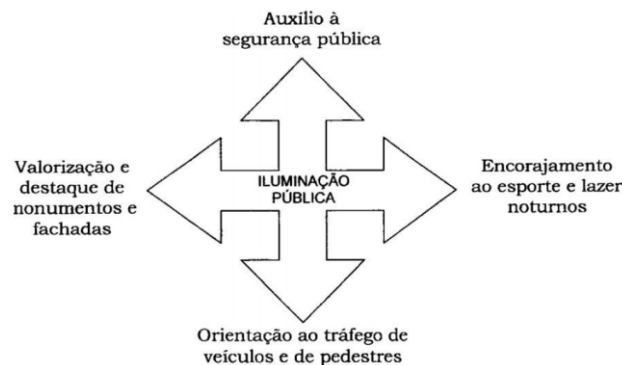 Auxílio à
segurança pública
Valorização e
destaque de
nonumentos e
fachadas
ILUMINAÇÃO
PÚBLICA
Encorajamento
ao esporte e lazer
noturnos
Orientação ao tráfego de
veículos e de pedestres